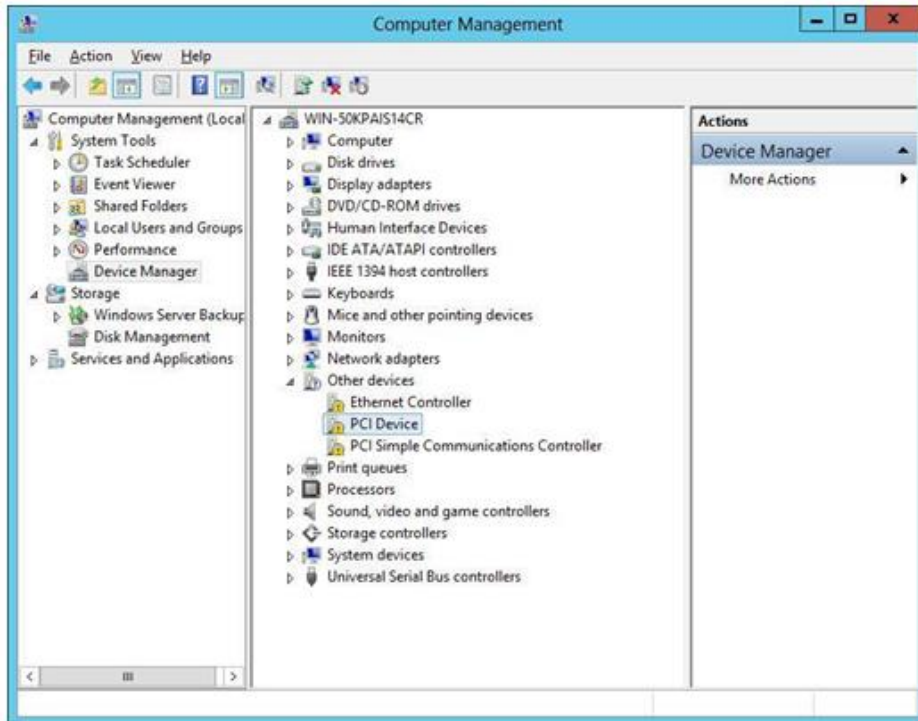 Computer Management
File Action View Help
Computer Management (Local
System Tools
Task Scheduler
Event Viewer
Shared Folders
Local Users and Groups
Performance
Device Manager
Storage
Windows Server Backup
Disk Management
Services and Applications
WIN-50KPAIS14CR
Computer
Disk drives
Display adapters
DVD/CD-ROM drives
Human Interface Devices
IDE ATA/ATAPI controllers
IEEE 1394 host controllers
Keyboards
Mice and other pointing devices
Monitors
Network adapters
Other devices
Ethernet Controller
PCI Device
PCI Simple Communications Controller
Print queues
Processors
Sound, video and game controllers
Storage controllers
System devices
Universal Serial Bus controllers
Actions
Device Manager
More Actions